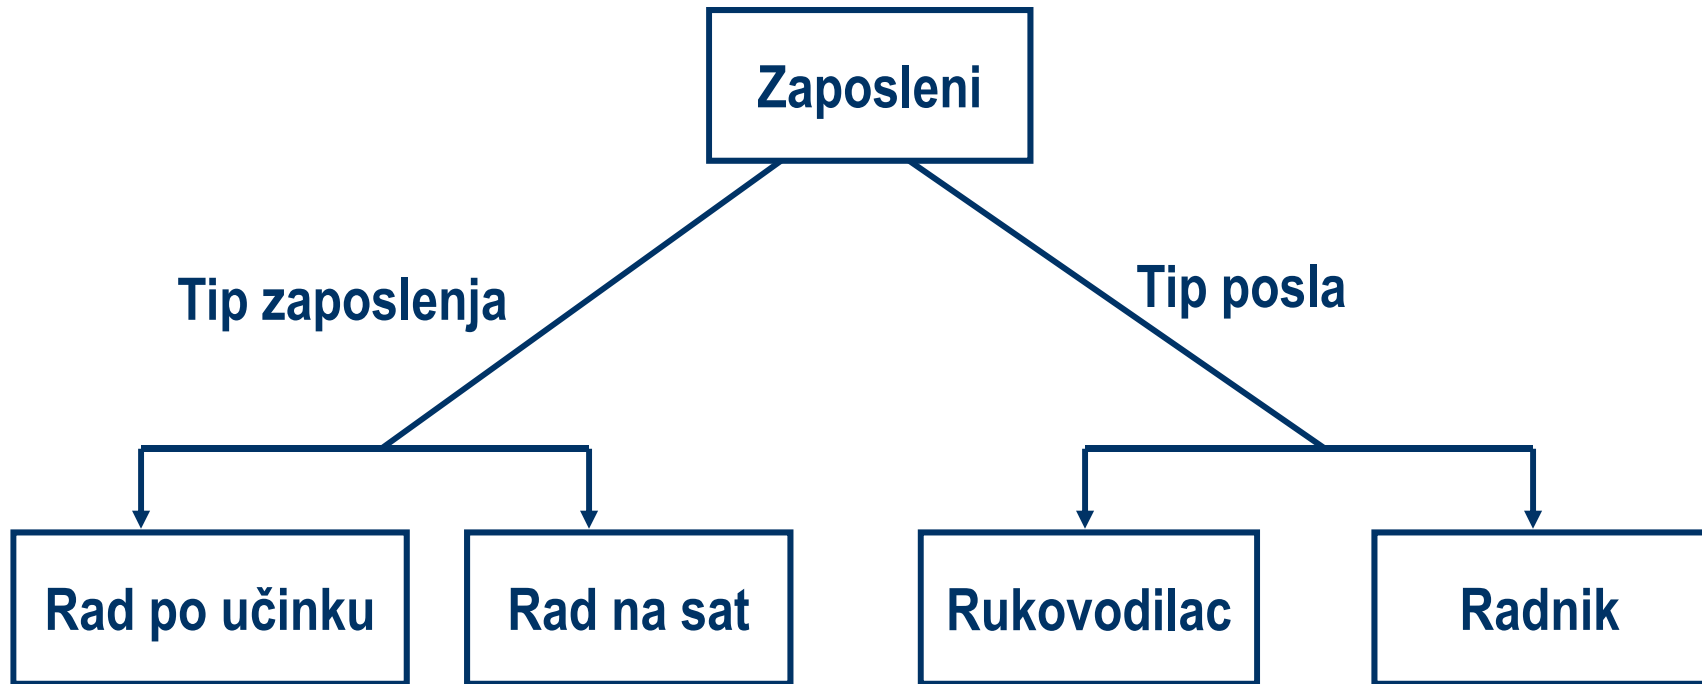 Zaposleni
Tip zaposlenja
Tip posla
Rad po učinku
Rad na sat
Rukovodilac
Radnik